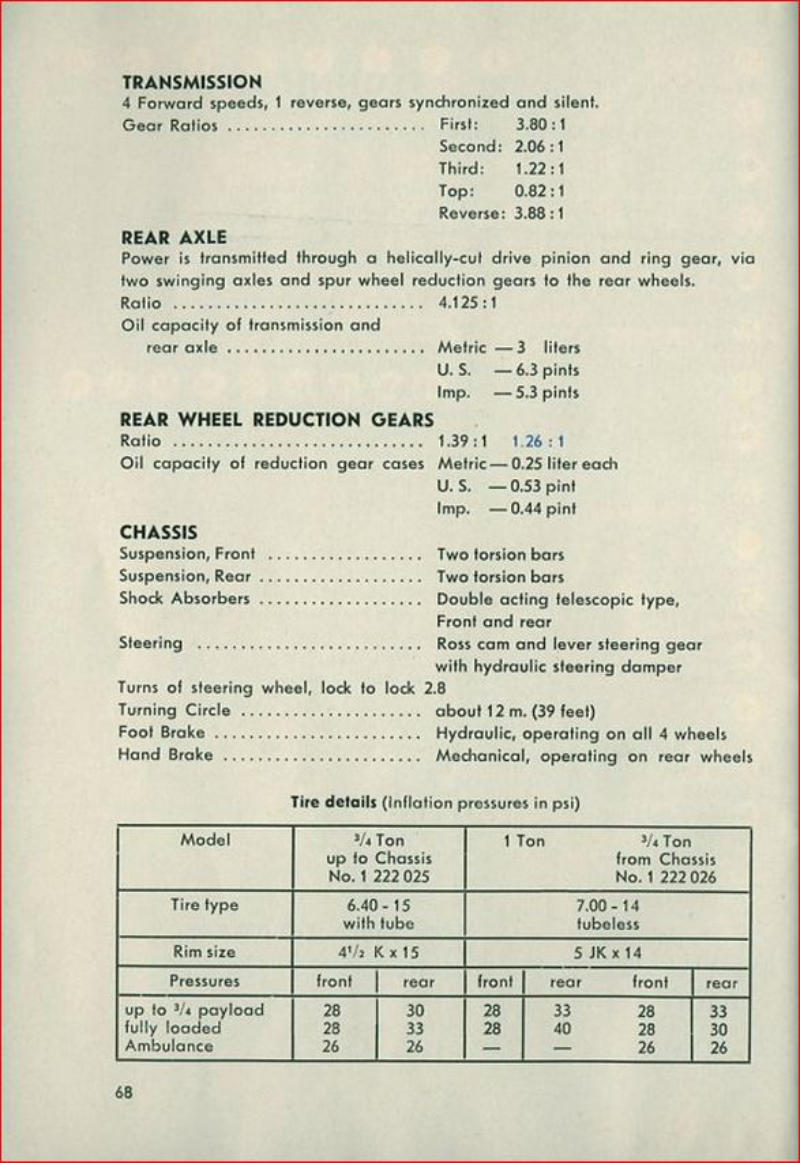 TRANSMISSION
4 Forward speeds, 1 reverse, gears synchronized and silent.
Gear Ratios ....................... First: 3.80 : 1
Second: 2.06 : 1
Third: 1.22 : 1
Top: 0.82 : 1
Reverse: 3.88 : 1
REAR AXLE
Power is transmitted through a helically-cut drive pinion and ring gear, via
two swinging axles and spur wheel reduction gears to the rear wheels.
Ratio ............................. 4.125 : 1
Oil capacity of transmission and
rear axle ....................... Metric — 3 liters
U. S. — 6.3 pints
Imp. — 5.3 pints
REAR WHEEL REDUCTION GEARS
Ratio ............................. 1.39 : 1 1.26 : 1
Oil capacity of reduction gear cases Metric — 0.25 liter each
U. S. — 0.53 pint
Imp. — 0.44 pint
CHASSIS
Suspension, Front .................. Two torsion bars
Suspension, Rear ................... Two torsion bars
Shock Absorbers ................... Double acting telescopic type,
Front and rear
Steering .......................... Ross cam and lever steering gear
with hydraulic steering damper
Turns of steering wheel, lock to lock 2.8
Turning Circle ..................... about 12 m. (39 feet)
Foot Brake ........................ Hydraulic, operating on all 4 wheels
Hand Brake ....................... Mechanical, operating on rear wheels
Tire details (Inflation pressures in psi)
Model 3/4 Ton 1 Ton 3/4 Ton
up to Chassis from Chassis
No. 1 222 025 No. 1 222 026
Tire type 6.40 - 15 7.00 - 14
with tube tubeless
Rim size 4 1/2 K x 15 5 JK x 14
Pressures front rear front rear front rear
up to 3/4 payload 28 30 28 33 28 33
fully loaded 28 33 28 40 28 30
Ambulance 26 26 — — 26 26
68